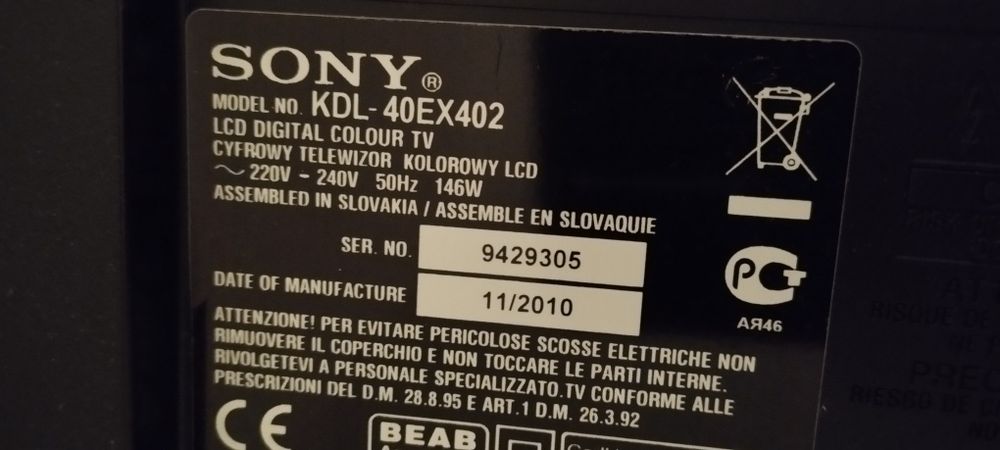 SONY®
MODEL NO. KDL-40EX402
LCD DIGITAL COLOUR TV
CYFROWY TELEWIZOR KOLOROWY LCD
~ 220V - 240V 50Hz 146W
ASSEMBLED IN SLOVAKIA / ASSEMBLE EN SLOVAQUIE
SER. NO. 9429305
DATE OF MANUFACTURE 11/2010
PCT
АЯ46
ATTENZIONE! PER EVITARE PERICOLOSE SCOSSE ELETTRICHE NON
RIMUOVERE IL COPERCHIO E NON TOCCARE LE PARTI INTERNE.
RIVOLGETEVI A PERSONALE SPECIALIZZATO.TV CONFORME ALLE
PRESCRIZIONI DEL D.M. 28.8.95 E ART.1 D.M. 26.3.92
CE
BEAB
RISQUE DE